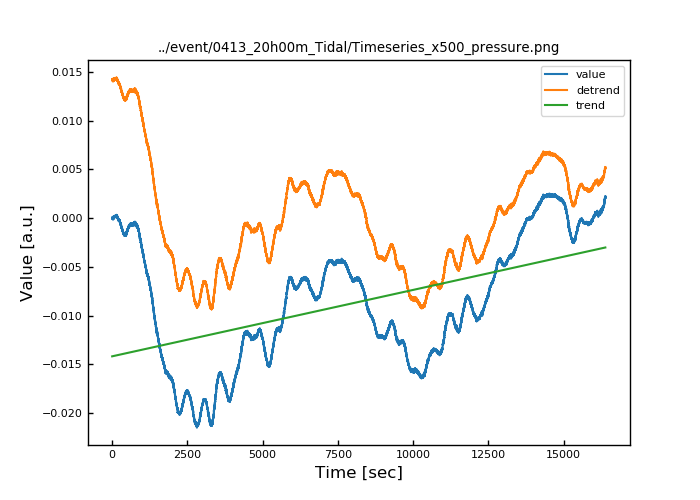 ../event/0413_20h00m_Tidal/Timeseries_x500_pressure.png
value
detrend
trend
0.015
0.010
0.005
0.000
−0.005
−0.010
−0.015
−0.020
Value [a.u.]
0
2500
5000
7500
10000
12500
15000
Time [sec]